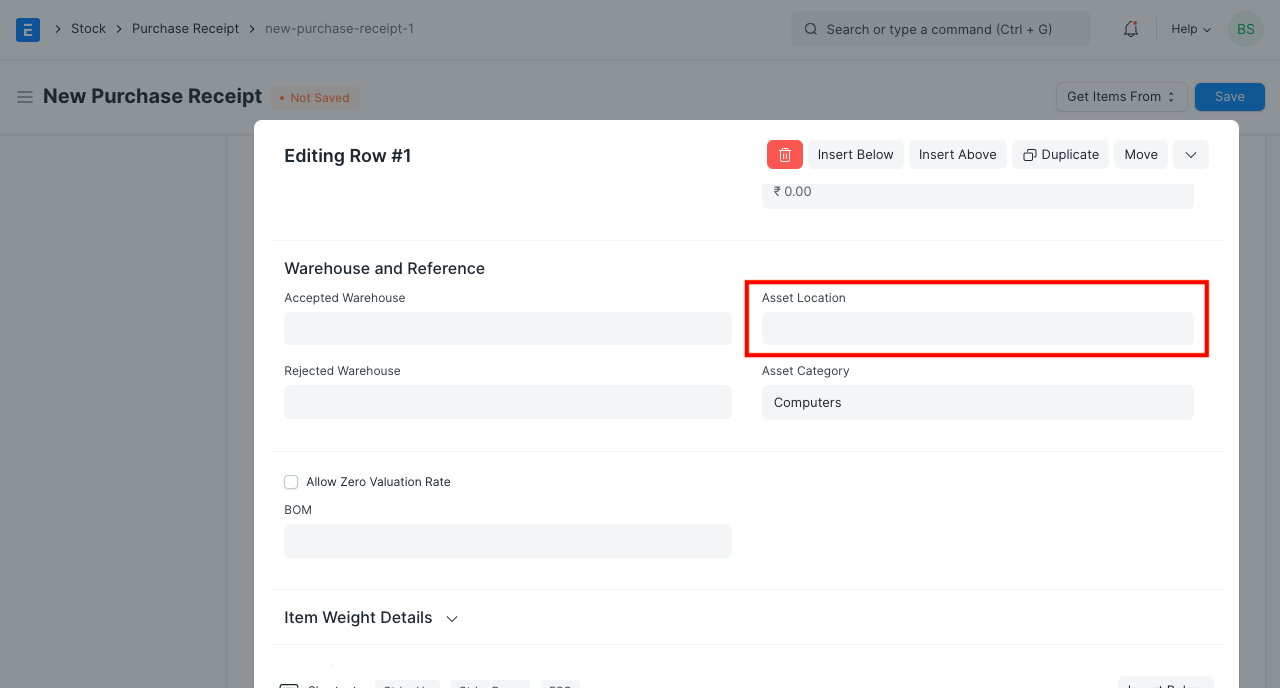 E Stock Purchase Receipt new-purchase-receipt-1 Search or type a command (Ctrl + G) Help BS
New Purchase Receipt Not Saved Get Items From Save
Editing Row #1 Insert Below Insert Above Duplicate Move
₹ 0.00
Warehouse and Reference
Accepted Warehouse Asset Location
Rejected Warehouse Asset Category
Computers
Allow Zero Valuation Rate
BOM
Item Weight Details
Insert Below